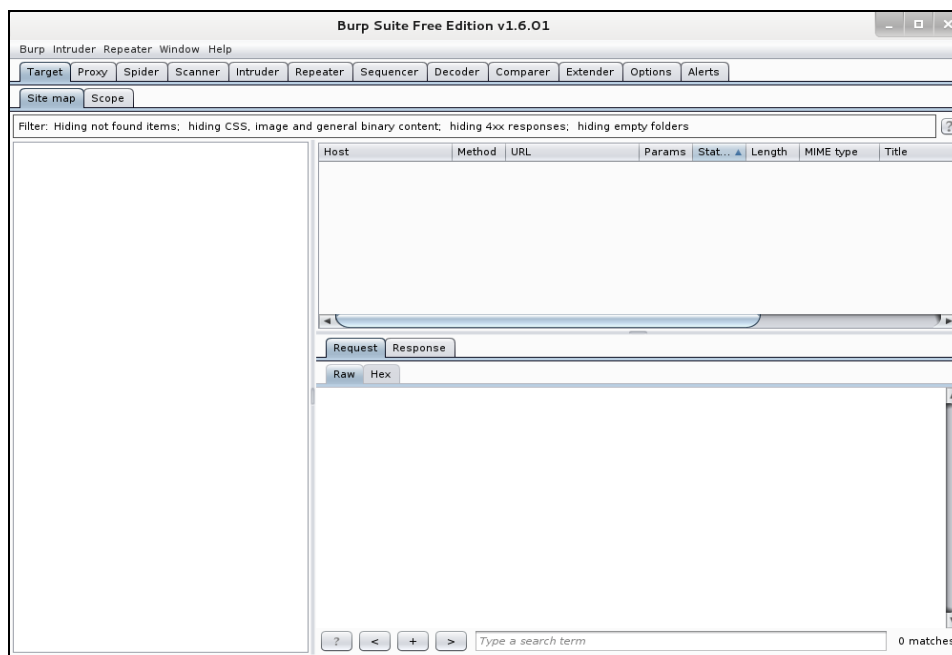 Burp Suite Free Edition v1.6.01
Burp Intruder Repeater Window Help
Target Proxy Spider Scanner Intruder Repeater Sequencer Decoder Comparer Extender Options Alerts
Site map Scope
Filter: Hiding not found items; hiding CSS, image and general binary content; hiding 4xx responses; hiding empty folders ?
Host Method URL Params Stat... Length MIME type Title
Request Response
Raw Hex
? < + > Type a search term 0 matches